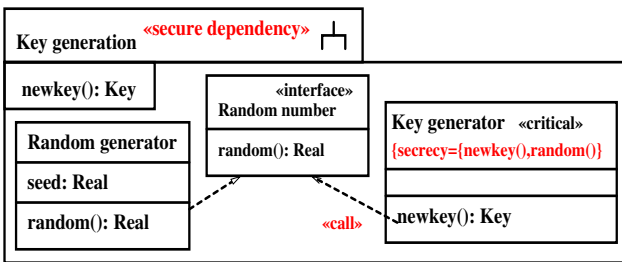 Key generation «secure dependency»
newkey(): Key
«interface»
Random number
random(): Real
Random generator
seed: Real
random(): Real
Key generator «critical»
{secrecy={newkey(),random()}
newkey(): Key
«call»